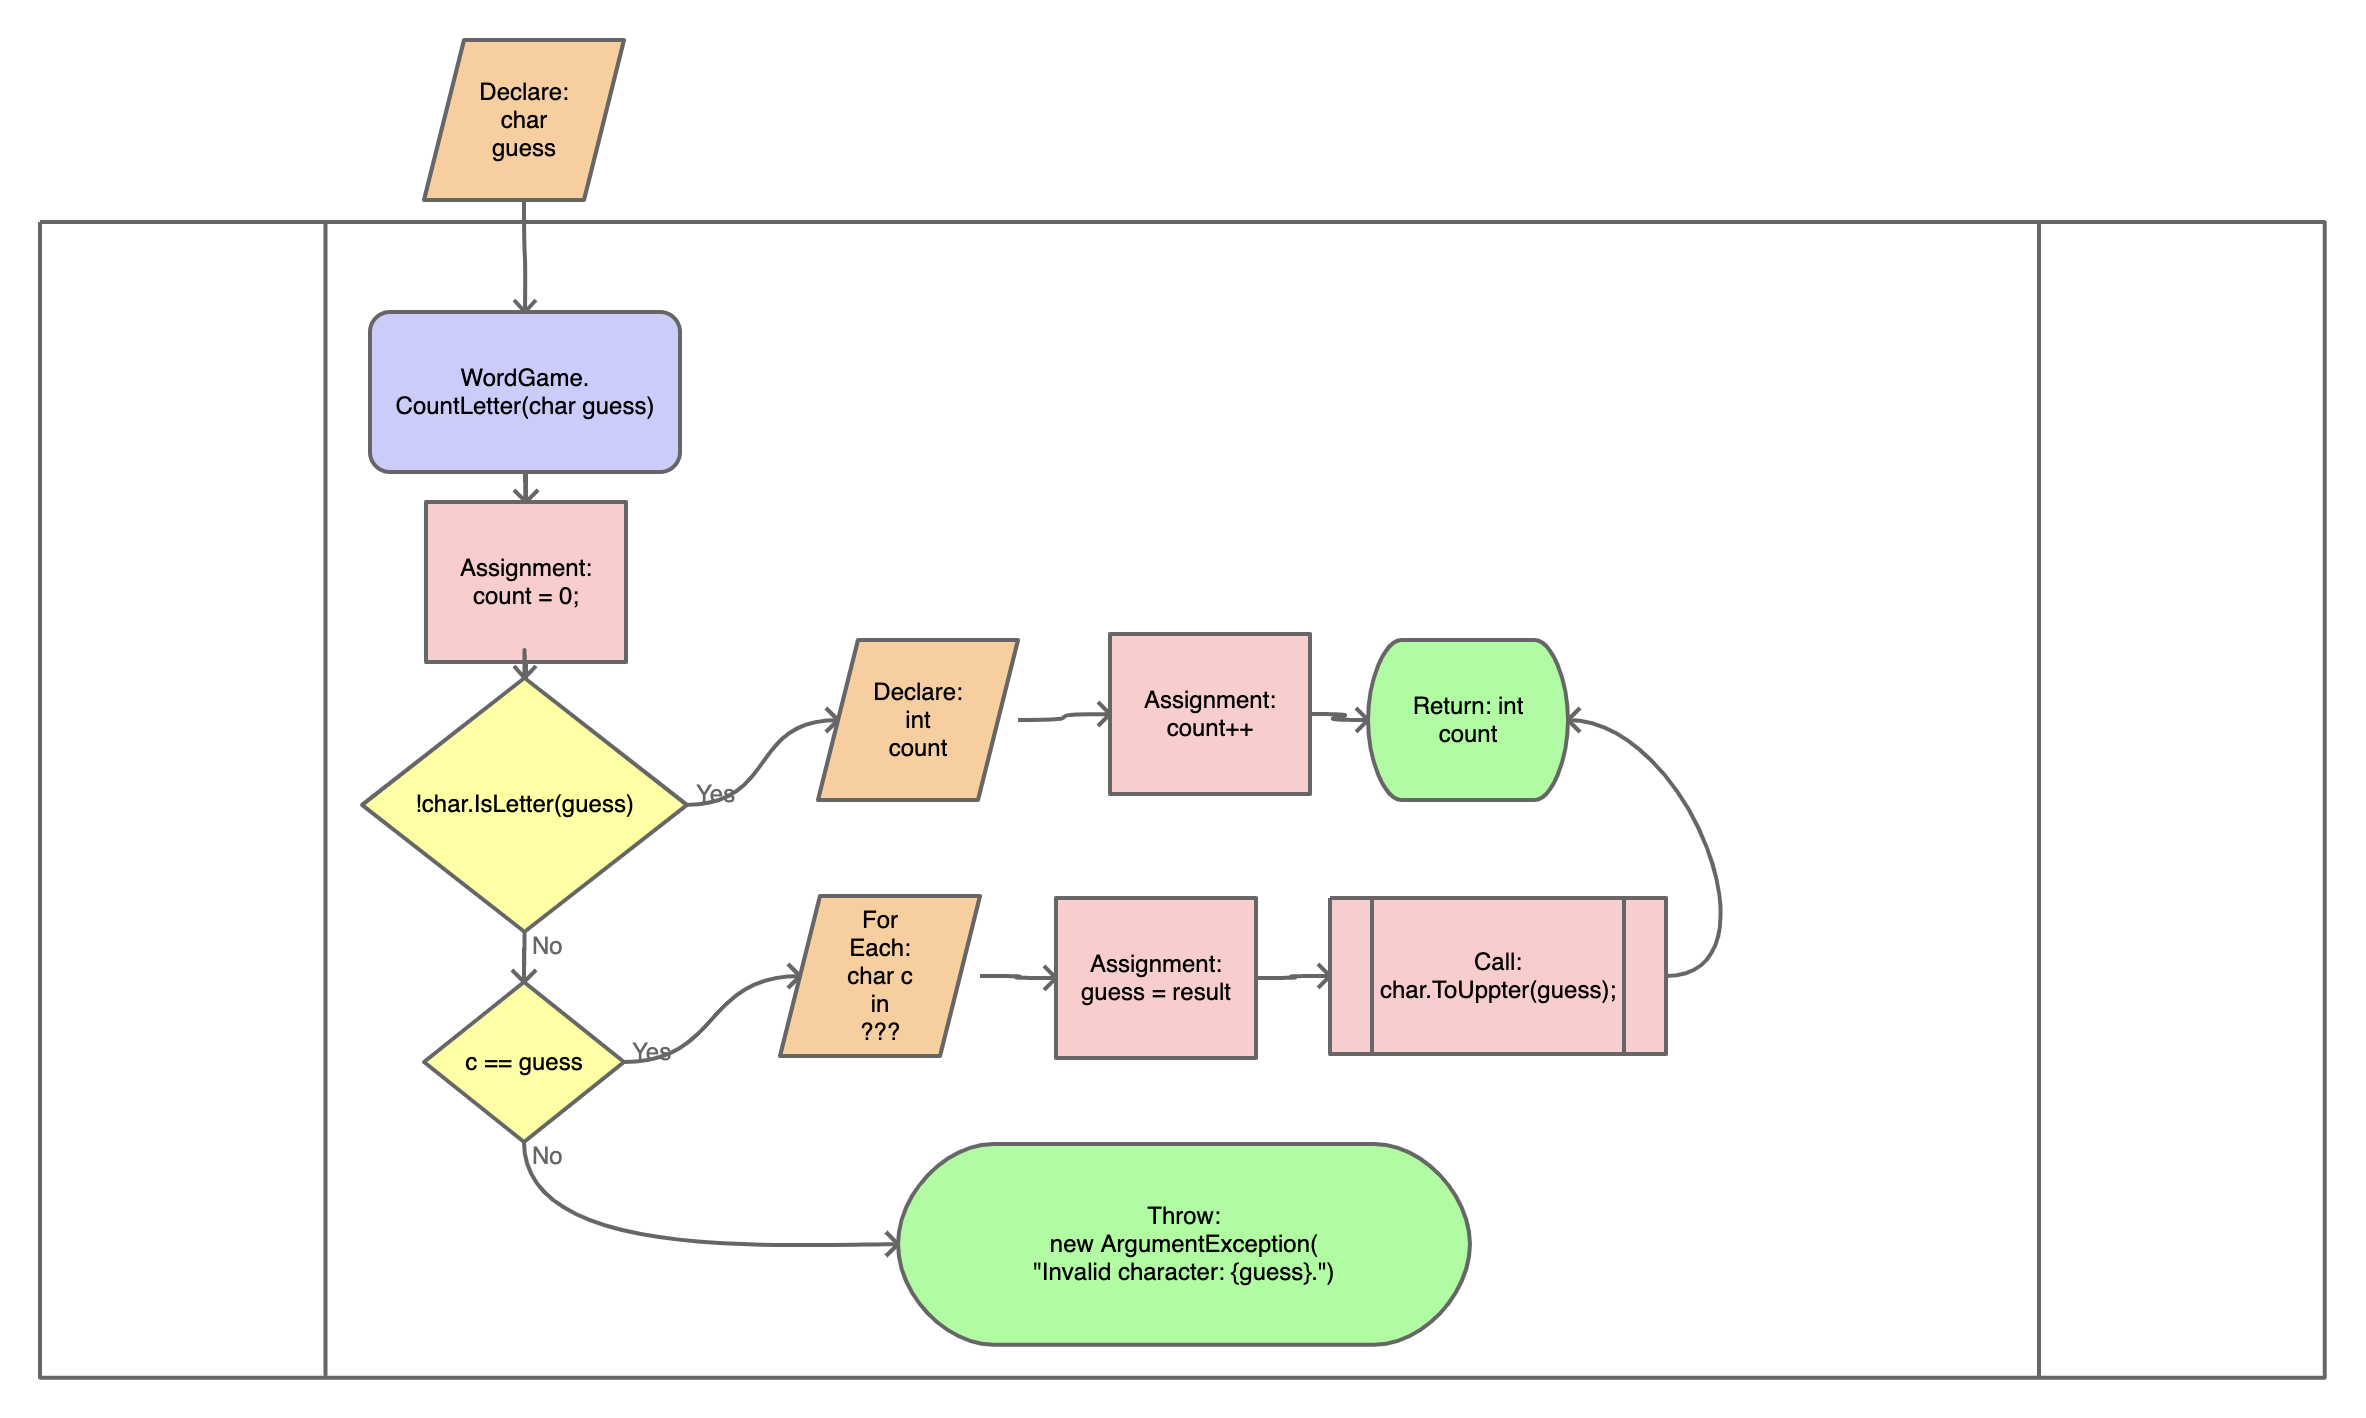 Declare:
char
guess
WordGame.
CountLetter(char guess)
Assignment:
count = 0;
!char.IsLetter(guess)
Yes
Declare:
int
count
Assignment:
count++
Return: int
count
No
c == guess
Yes
For
Each:
char c
in
???
Assignment:
guess = result
Call:
char.ToUppter(guess);
No
Throw:
new ArgumentException(
"Invalid character: {guess}.")